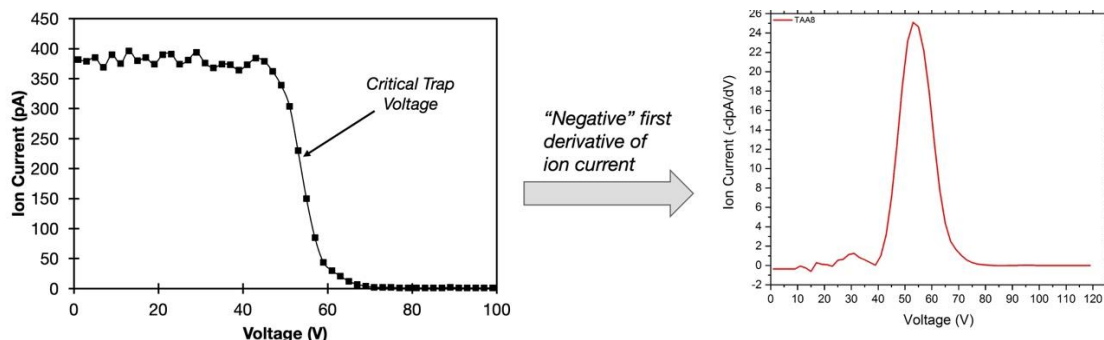 450
400
350
300
250
200
150
100
50
0
Ion Current (pA)
0 20 40 60 80 100
Voltage (V)
Critical Trap
Voltage
“Negative” first
derivative of
ion current
26
24
22
20
18
16
14
12
10
8
6
4
2
0
-2
Ion Current (-dpA/dV)
TAA8
0 10 20 30 40 50 60 70 80 90 100 110 120
Voltage (V)